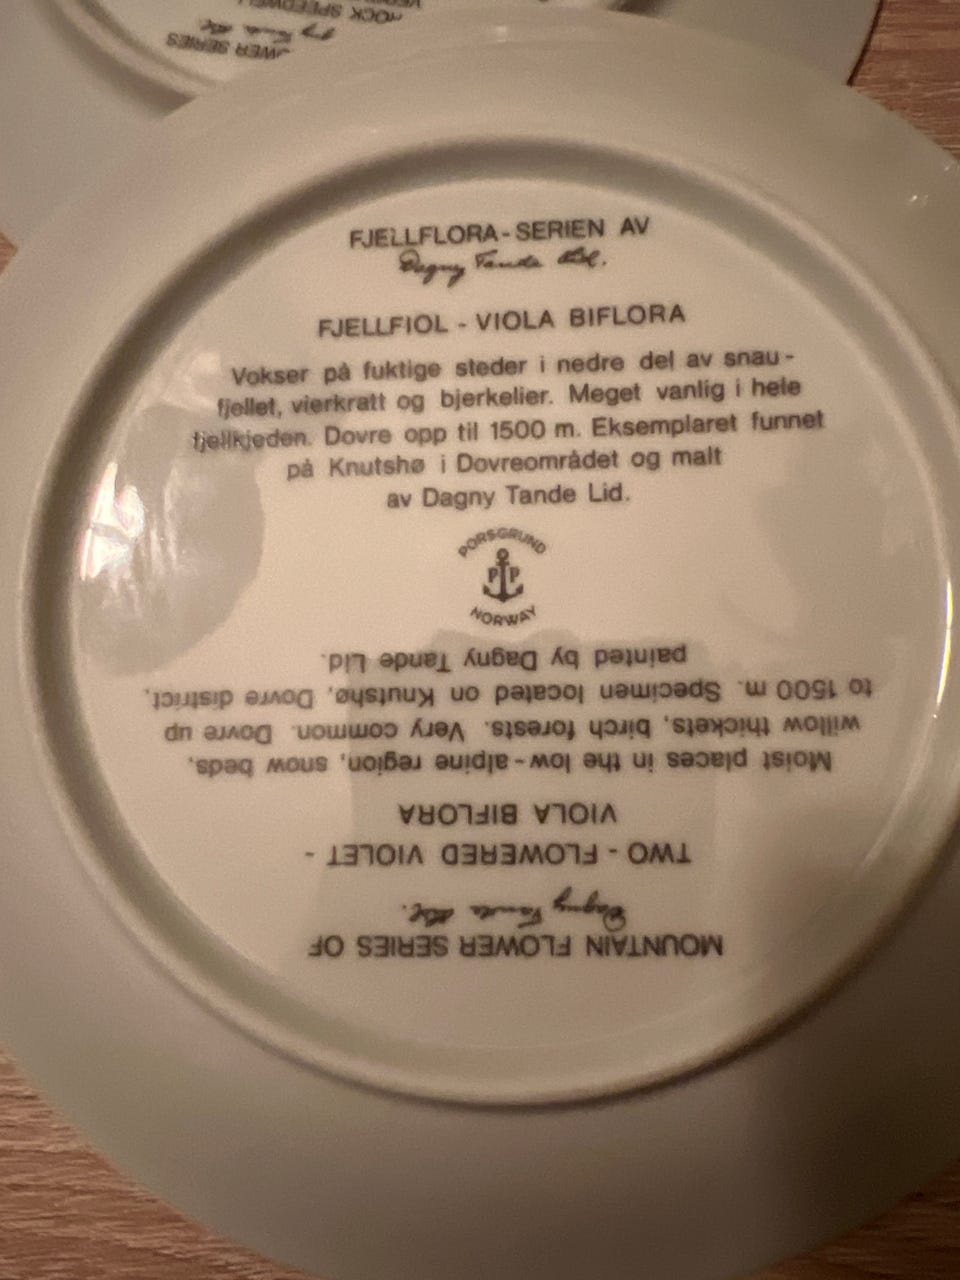 ROCK SPEEDWELL
OWER SERIES
FJELLFLORA-SERIEN AV
Dagny Tande Lid.
FJELLFIOL - VIOLA BIFLORA
Vokser på fuktige steder i nedre del av snau-
fjellet, vierkratt og bjerkelier. Meget vanlig i hele
fjellkjeden. Dovre opp til 1500 m. Eksemplaret funnet
på Knutshø i Dovreområdet og malt
av Dagny Tande Lid.
PORSGRUND
PP
NORWAY
MOUNTAIN FLOWER SERIES OF
Dagny Tande Lid.
TWO-FLOWERED VIOLET -
VIOLA BIFLORA
Moist places in the low-alpine region, snow beds,
willow thickets, birch forests. Very common. Dovre up
to 1500 m. Specimen located on Knutshø, Dovre district,
painted by Dagny Tande Lid.